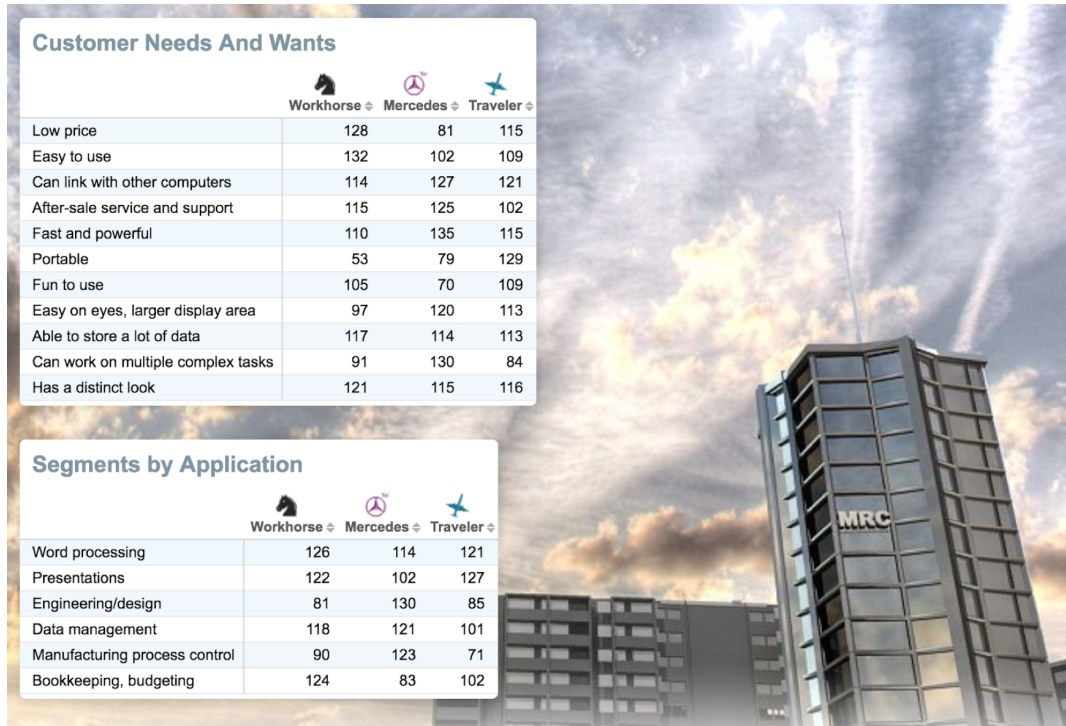 Customer Needs And Wants
Workhorse Mercedes Traveler
Low price 128 81 115
Easy to use 132 102 109
Can link with other computers 114 127 121
After-sale service and support 115 125 102
Fast and powerful 110 135 115
Portable 53 79 129
Fun to use 105 70 109
Easy on eyes, larger display area 97 120 113
Able to store a lot of data 117 114 113
Can work on multiple complex tasks 91 130 84
Has a distinct look 121 115 116
Segments by Application
Workhorse Mercedes Traveler
Word processing 126 114 121
Presentations 122 102 127
MRC
Engineering/design 81 130 85
Data management 118 121 101
Manufacturing process control 90 123 71
Bookkeeping, budgeting 124 83 102